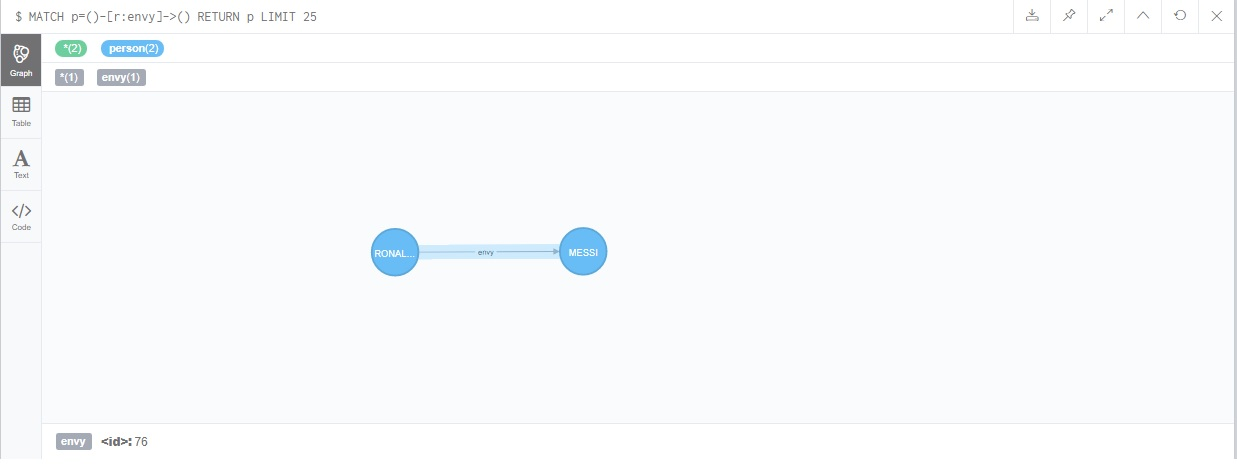 $ MATCH p=()-[r:envy]->() RETURN p LIMIT 25
*(2) person(2)
Graph
*(1) envy(1)
Table
A
Text
</>
Code
RONAL... envy MESSI
envy <id>: 76